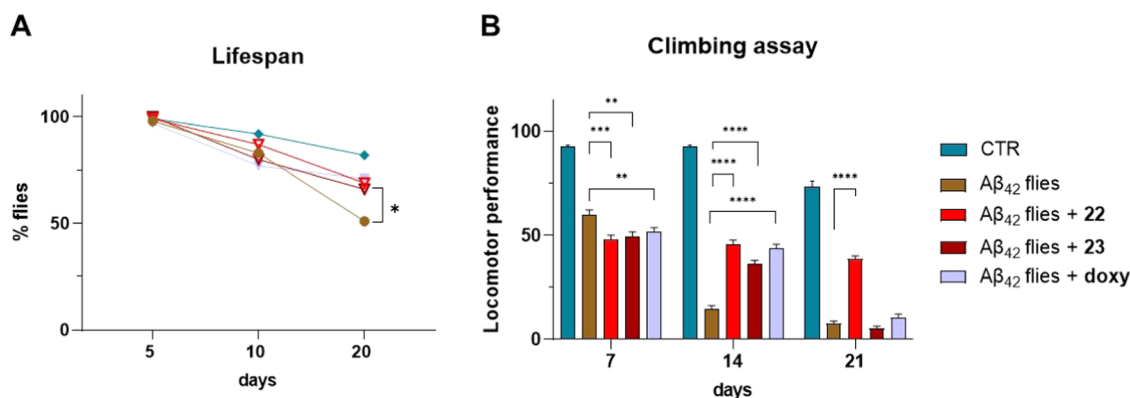 A
Lifespan
% flies
100
50
0
5 10 20
days
*
B
Climbing assay
Locomotor performance
100
50
0
**
***
**
****
****
****
****
7 14 21
days
CTR
Aβ42 flies
Aβ42 flies + 22
Aβ42 flies + 23
Aβ42 flies + doxy